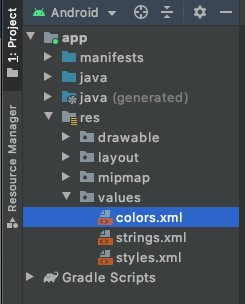 1: Project
Resource Manager
Android
app
manifests
java
java (generated)
res
drawable
layout
mipmap
values
colors.xml
strings.xml
styles.xml
Gradle Scripts